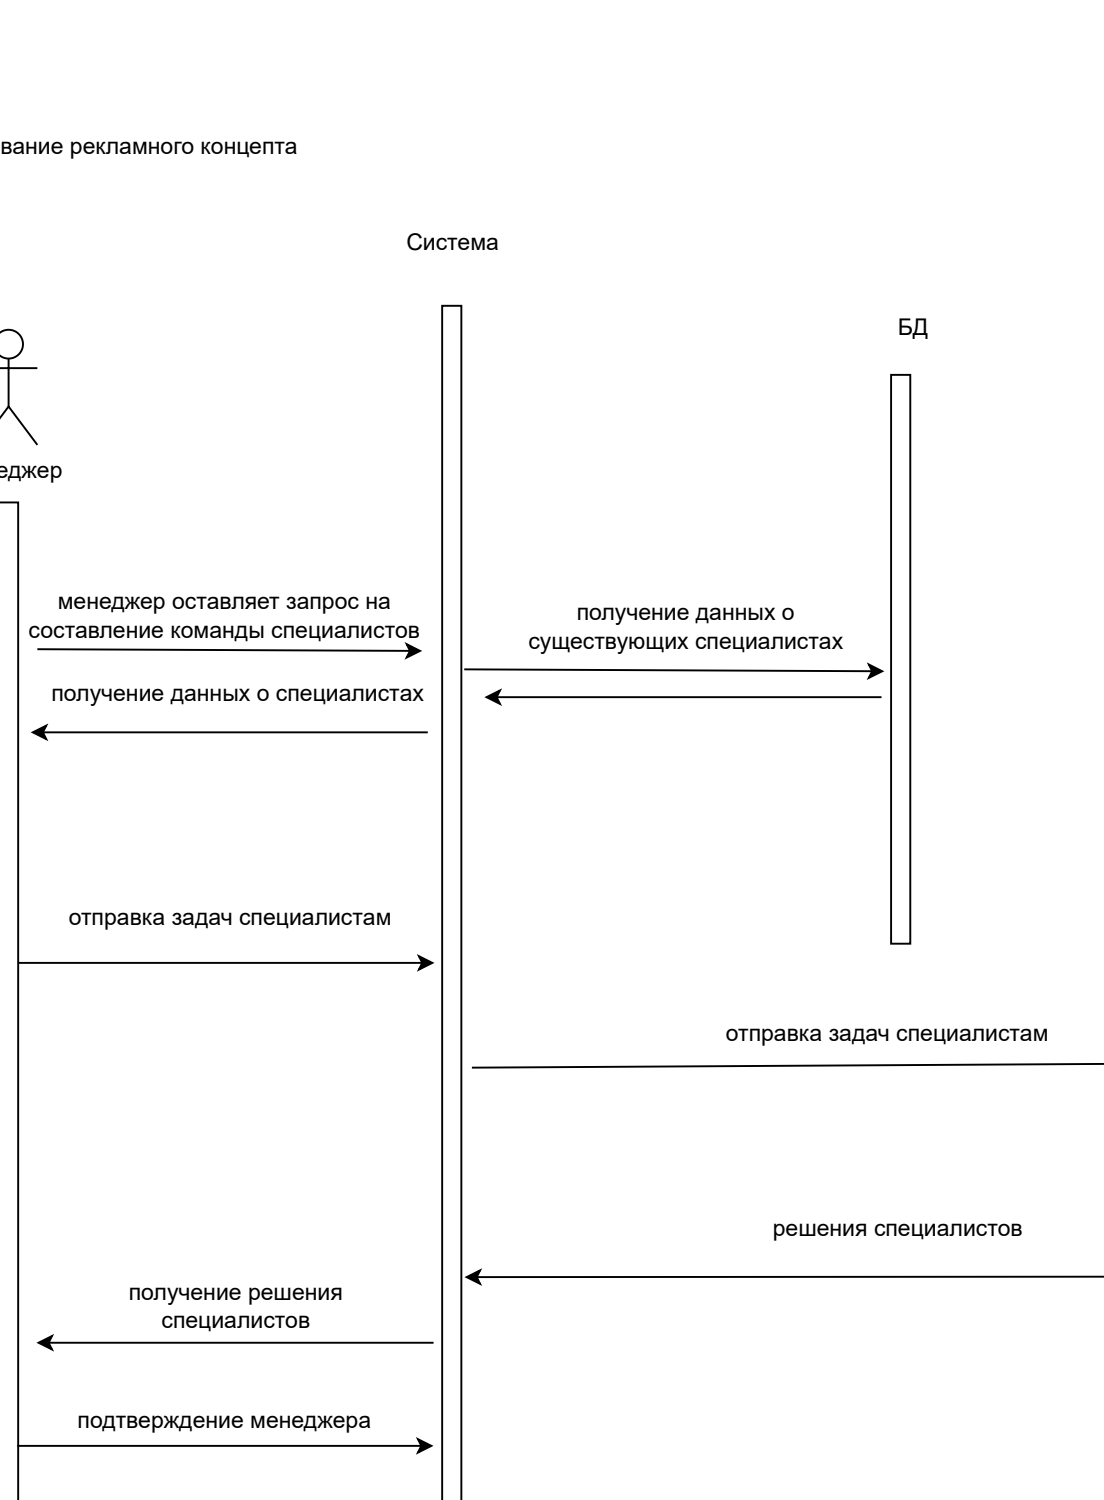 вание рекламного концепта
Система
БД
еджер
менеджер оставляет запрос на
составление команды специалистов
получение данных о
существующих специалистах
получение данных о специалистах
отправка задач специалистам
отправка задач специалистам
решения специалистов
получение решения
специалистов
подтверждение менеджера